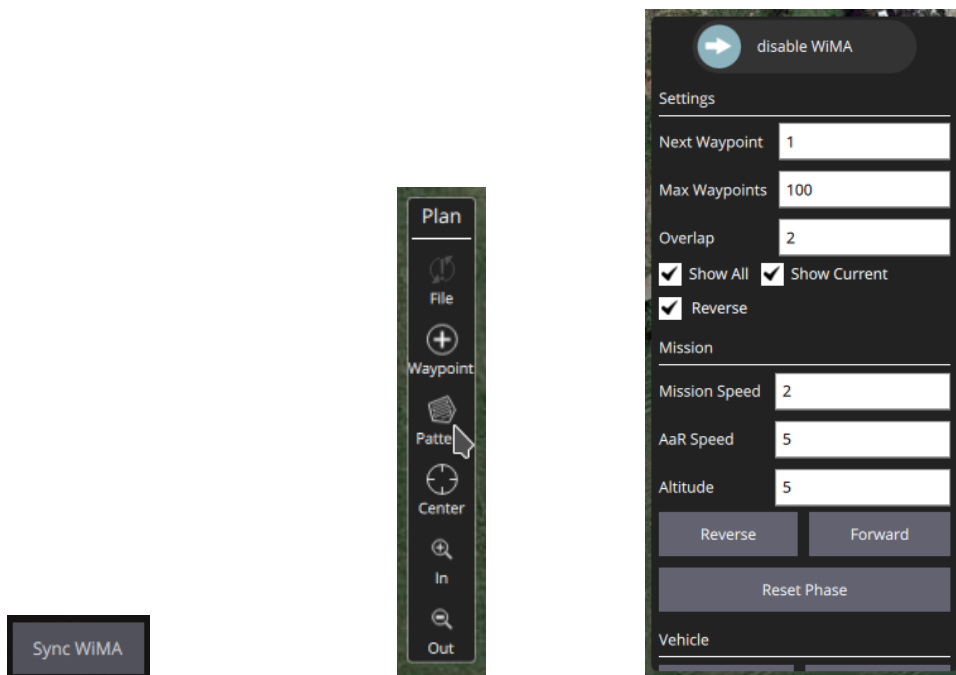 Sync WiMA
Plan
File
Waypoint
Patte
Center
In
Out
disable WiMA
Settings
Next Waypoint 1
Max Waypoints 100
Overlap 2
Show All Show Current
Reverse
Mission
Mission Speed 2
AaR Speed 5
Altitude 5
Reverse Forward
Reset Phase
Vehicle